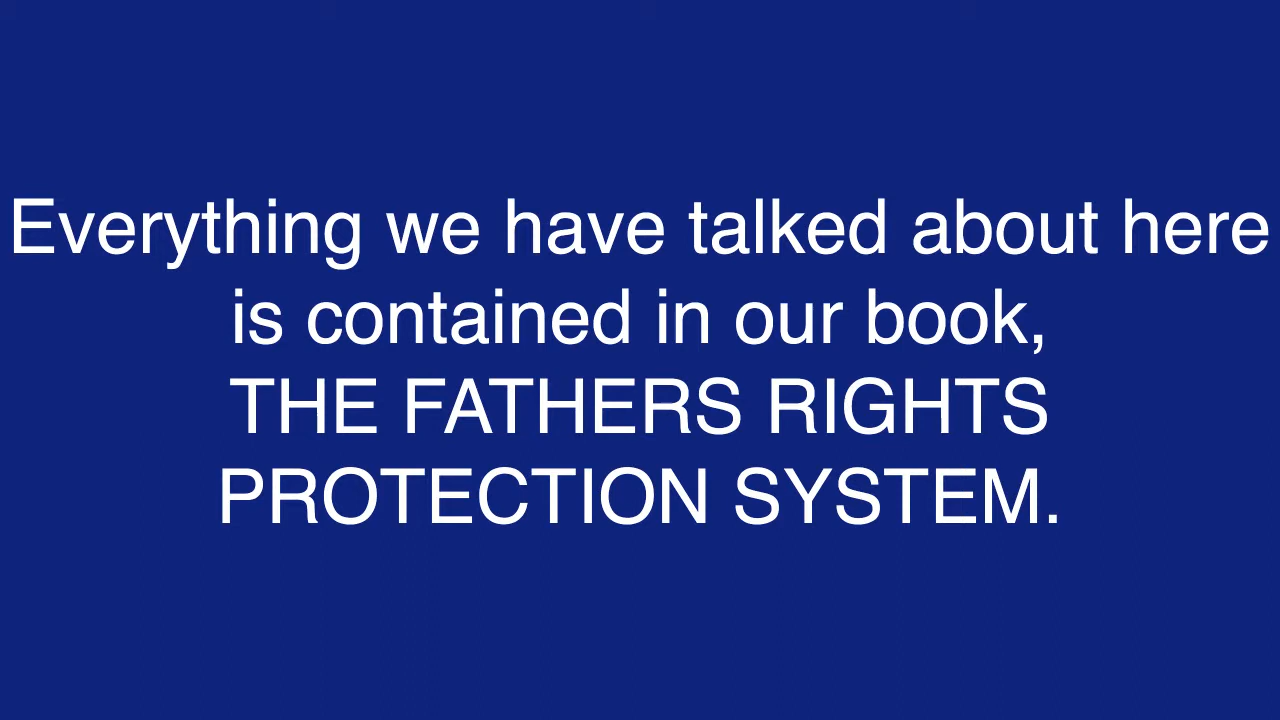 Everything we have talked about here
is contained in our book,
THE FATHERS RIGHTS
PROTECTION SYSTEM.